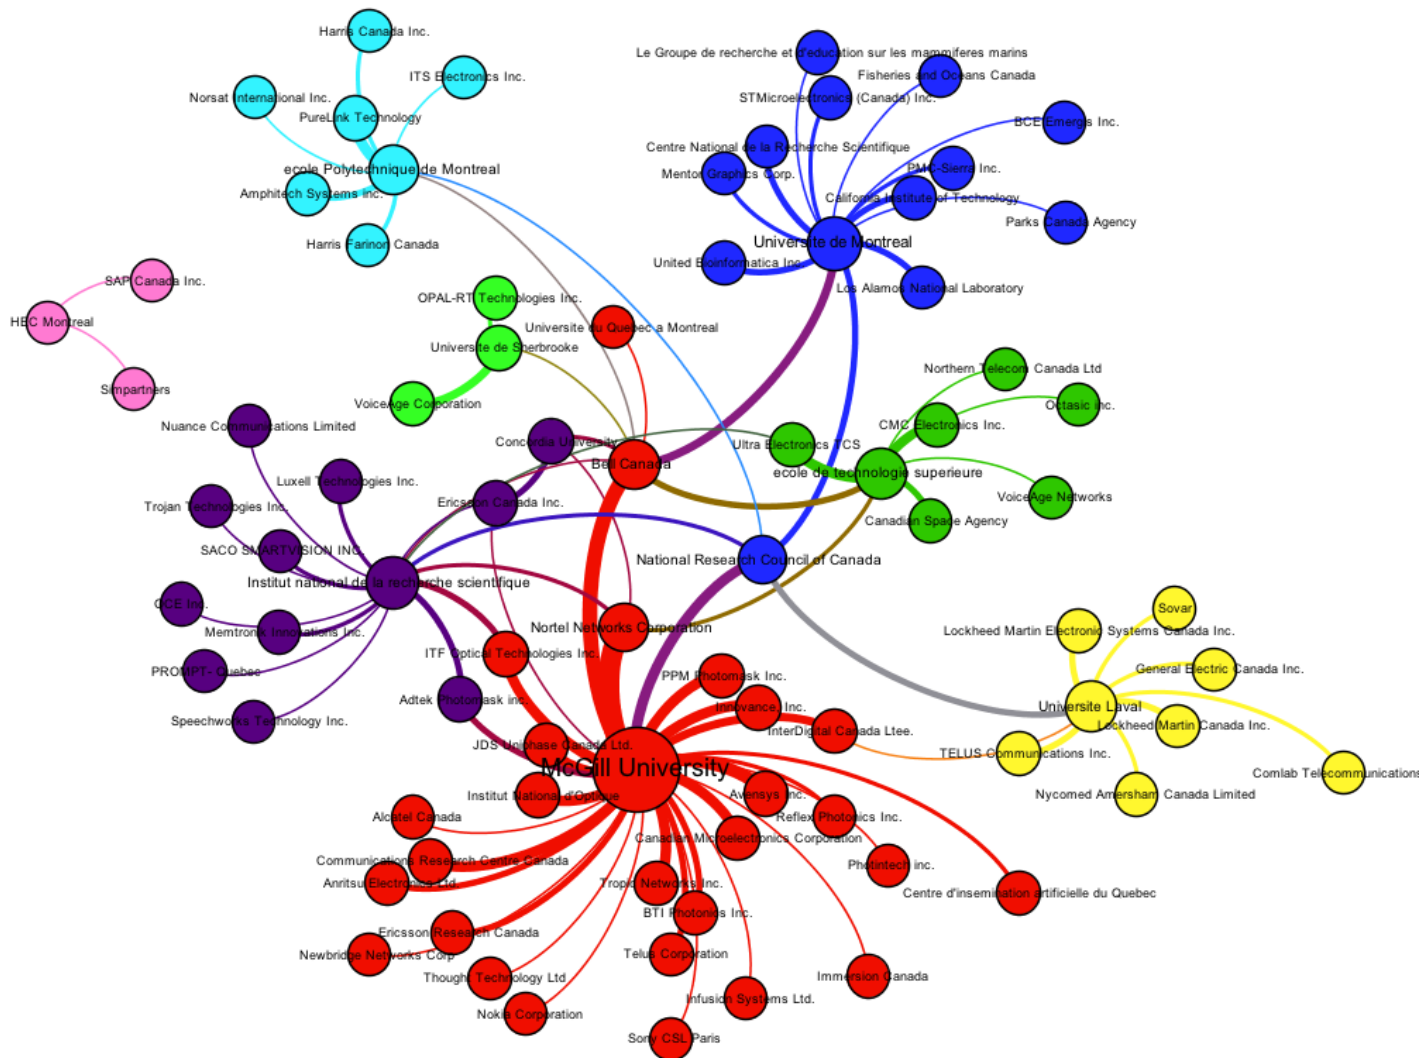 Harris Canada Inc.
ITS Electronics Inc.
Norsat International Inc.
PureLink Technology
ecole Polytechnique de Montreal
Amphitech Systems inc.
Harris Farinon Canada
Le Groupe de recherche et d'education sur les mammiferes marins
Fisheries and Oceans Canada
STMicroelectronics (Canada) Inc.
BCE Emergis Inc.
Centre National de la Recherche Scientifique
Mentor Graphics Corp.
PMC-Sierra Inc.
California Institute of Technology
Parks Canada Agency
Universite de Montreal
United Bioinformatica Inc.
Los Alamos National Laboratory
SAP Canada Inc.
HEC Montreal
Simpartners
OPAL-RT Technologies Inc.
Universite du Quebec a Montreal
Universite de Sherbrooke
VoiceAge Corporation
Northern Telecom Canada Ltd
Octasic inc.
CMC Electronics Inc.
Nuance Communications Limited
Concordia University
Ultra Electronics TCS
Bell Canada
ecole de technologie superieure
Luxell Technologies Inc.
Ericsson Canada Inc.
VoiceAge Networks
Trojan Technologies Inc.
Canadian Space Agency
SACO SMARTVISION INC.
National Research Council of Canada
Institut national de la recherche scientifique
OCE Inc.
Sovar
Memtronik Innovations Inc.
Nortel Networks Corporation
Lockheed Martin Electronic Systems Canada Inc.
ITF Optical Technologies Inc.
PROMPT- Quebec
PPM Photomask Inc.
General Electric Canada Inc.
Adtek Photomask inc.
Innovance, Inc.
Universite Laval
Speechworks Technology Inc.
InterDigital Canada Ltee.
Lockheed Martin Canada Inc.
JDS Uniphase Canada Ltd.
TELUS Communications Inc.
McGill University
Comlab Telecommunications
Institut National d'Optique
Avensys Inc.
Nycomed Amersham Canada Limited
Alcatel Canada
Reflex Photonics Inc.
Canadian Microelectronics Corporation
Communications Research Centre Canada
Photintech inc.
Anritsu Electronics Ltd.
Tropic Networks Inc.
Centre d'insemination artificielle du Quebec
BTI Photonics Inc.
Ericsson Research Canada
Newbridge Networks Corp
Telus Corporation
Thought Technology Ltd
Immersion Canada
Infusion Systems Ltd.
Nokia Corporation
Sony CSL Paris